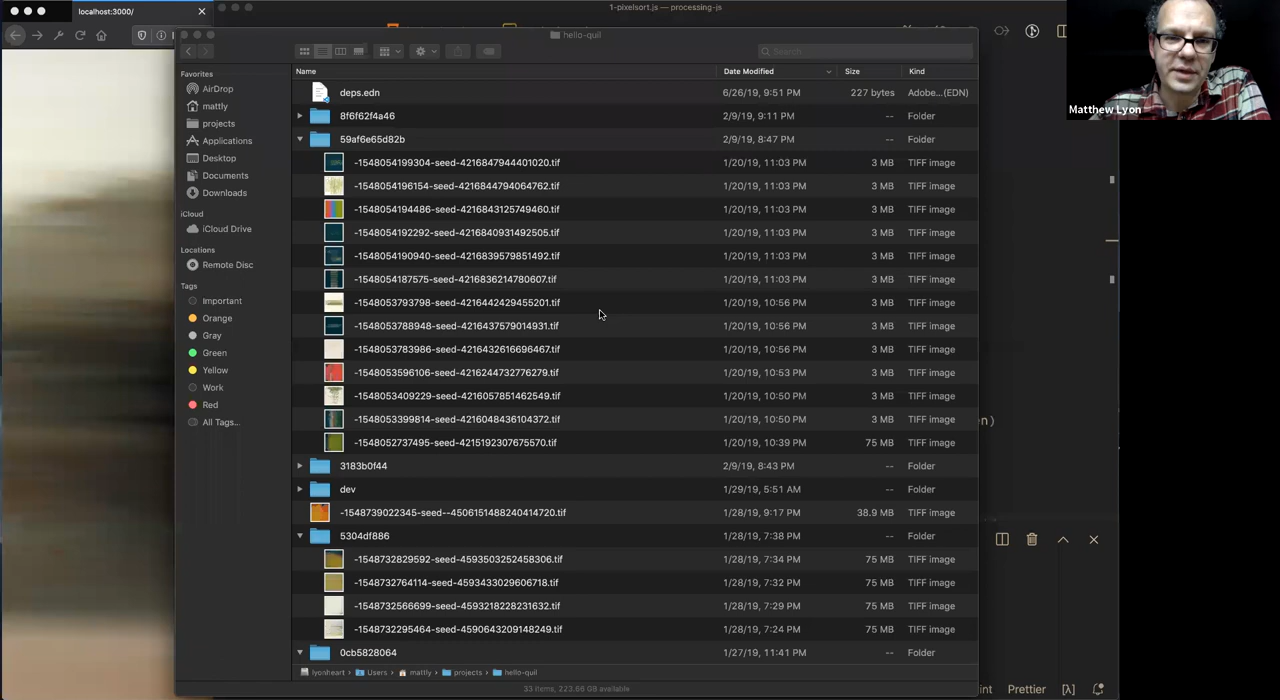 localhost:3000/
1-pixelsort.js — processing-js
hello-quil
Search
Matthew Lyon
Favorites
AirDrop
mattly
projects
Applications
Desktop
Documents
Downloads
iCloud
iCloud Drive
Locations
Remote Disc
Tags
Important
Orange
Gray
Green
Yellow
Work
Red
All Tags...
Name Date Modified Size Kind
deps.edn 6/26/19, 9:51 PM 227 bytes Adobe...(EDN)
8f6f62f4a46 2/9/19, 9:11 PM -- Folder
59af6e65d82b 2/9/19, 8:47 PM -- Folder
-1548054199304-seed-4216847944401020.tif 1/20/19, 11:03 PM 3 MB TIFF image
-1548054196154-seed-4216844794064762.tif 1/20/19, 11:03 PM 3 MB TIFF image
-1548054194486-seed-4216843125749460.tif 1/20/19, 11:03 PM 3 MB TIFF image
-1548054192292-seed-4216840931492505.tif 1/20/19, 11:03 PM 3 MB TIFF image
-1548054190940-seed-4216839579851492.tif 1/20/19, 11:03 PM 3 MB TIFF image
-1548054187575-seed-4216836214780607.tif 1/20/19, 11:03 PM 3 MB TIFF image
-1548053793798-seed-4216442429455201.tif 1/20/19, 10:56 PM 3 MB TIFF image
-1548053788948-seed-4216437579014931.tif 1/20/19, 10:56 PM 3 MB TIFF image
-1548053783986-seed-4216432616696467.tif 1/20/19, 10:56 PM 3 MB TIFF image
-1548053596106-seed-4216244732776279.tif 1/20/19, 10:53 PM 3 MB TIFF image
-1548053409229-seed-4216057851462549.tif 1/20/19, 10:50 PM 3 MB TIFF image
-1548053399814-seed-4216048436104372.tif 1/20/19, 10:50 PM 3 MB TIFF image
-1548052737495-seed-4215192307675570.tif 1/20/19, 10:39 PM 75 MB TIFF image
3183b0f44 2/9/19, 8:43 PM -- Folder
dev 1/29/19, 5:51 AM -- Folder
-1548739022345-seed--4506151488240414720.tif 1/28/19, 9:17 PM 38.9 MB TIFF image
5304df886 1/28/19, 7:38 PM -- Folder
-1548732829592-seed-4593503252458306.tif 1/28/19, 7:34 PM 75 MB TIFF image
-1548732764114-seed-4593433029606718.tif 1/28/19, 7:32 PM 75 MB TIFF image
-1548732566699-seed-4593218228231632.tif 1/28/19, 7:29 PM 75 MB TIFF image
-1548732295464-seed-4590643209148249.tif 1/28/19, 7:24 PM 75 MB TIFF image
0cb5828064 1/27/19, 11:41 PM -- Folder
lyonheart › Users › mattly › projects › hello-quil
33 items, 223.66 GB available
Prettier